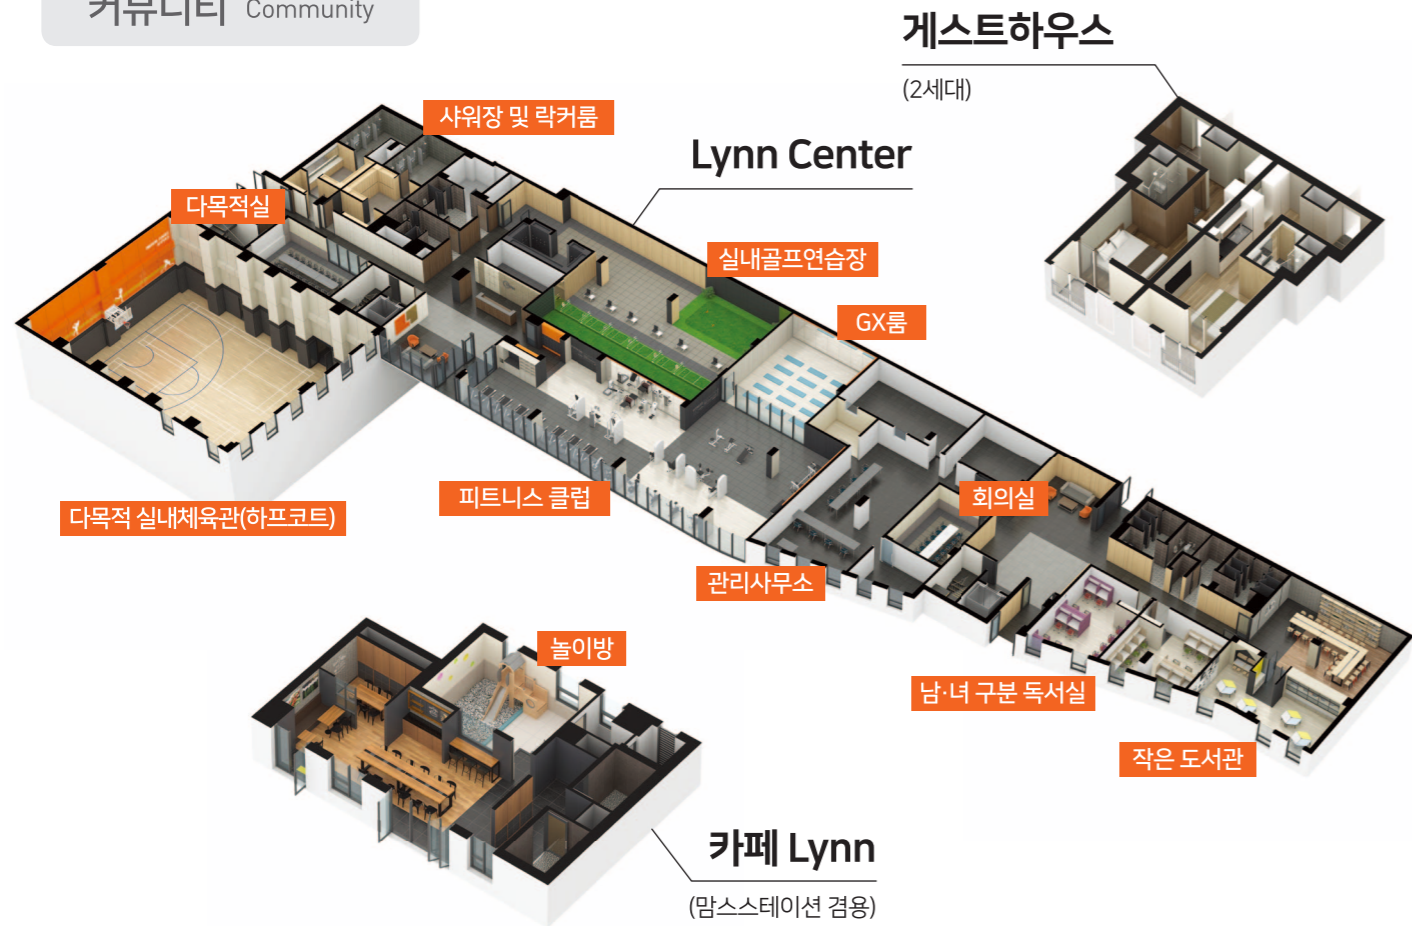 커뮤니티 Community
게스트하우스
(2세대)
샤워장 및 락커룸
Lynn Center
다목적실
실내골프연습장
GX룸
피트니스 클럽
회의실
다목적 실내체육관(하프코트)
관리사무소
놀이방
남·녀 구분 독서실
작은 도서관
카페 Lynn
(맘스스테이션 겸용)